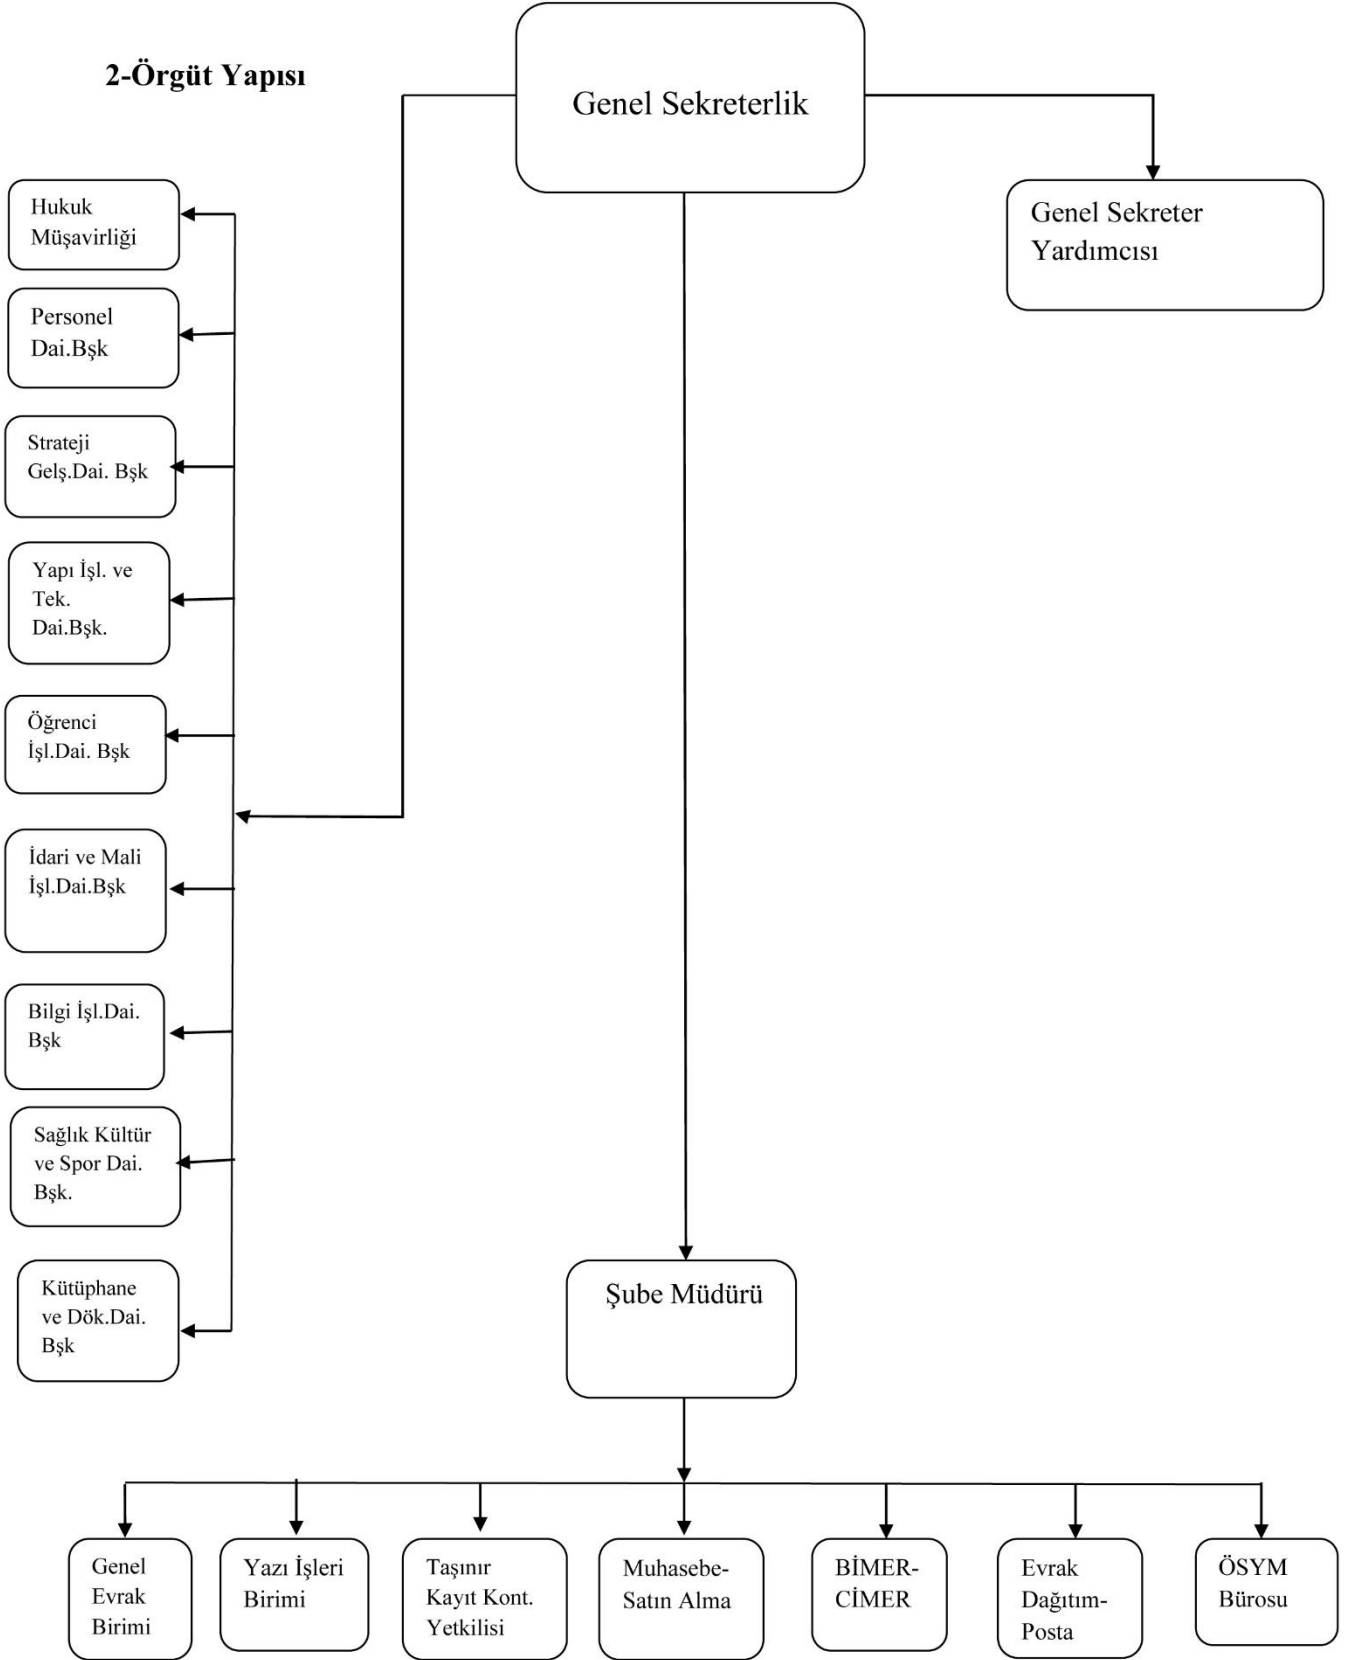 2-Örgüt Yapısı
Genel Sekreterlik
Genel Sekreter
Yardımcısı
Hukuk
Müşavirliği
Personel
Dai.Bşk
Strateji
Gelş.Dai. Bşk
Yapı İşl. ve
Tek.
Dai.Bşk.
Öğrenci
İşl.Dai. Bşk
İdari ve Mali
İşl.Dai.Bşk
Bilgi İşl.Dai.
Bşk
Sağlık Kültür
ve Spor Dai.
Bşk.
Kütüphane
ve Dök.Dai.
Bşk
Şube Müdürü
Genel
Evrak
Birimi
Yazı İşleri
Birimi
Taşınır
Kayıt Kont.
Yetkilisi
Muhasebe-
Satın Alma
BİMER-
CİMER
Evrak
Dağıtım-
Posta
ÖSYM
Bürosu